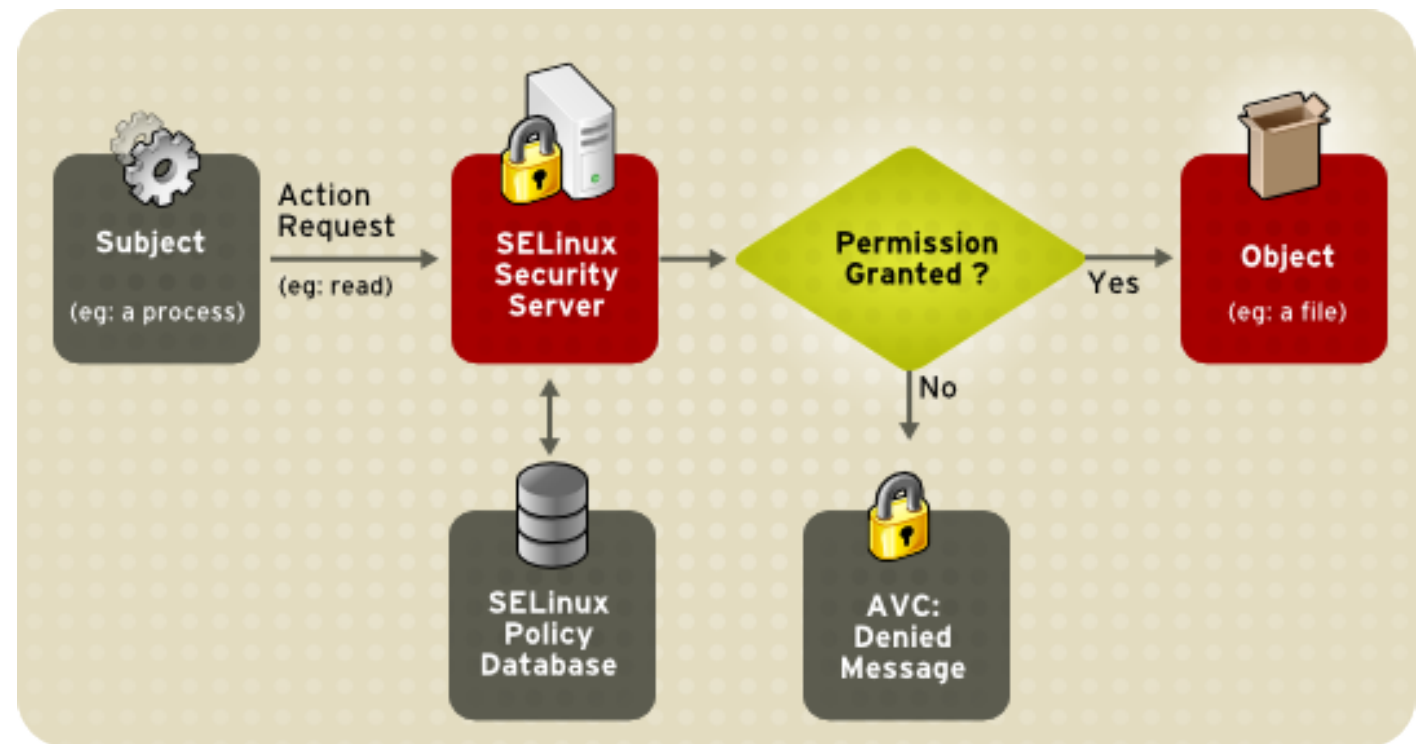 Subject
(eg: a process)
Action
Request
(eg: read)
SELinux
Security
Server
Permission
Granted ?
Yes
Object
(eg: a file)
No
SELinux
Policy
Database
AVC:
Denied
Message